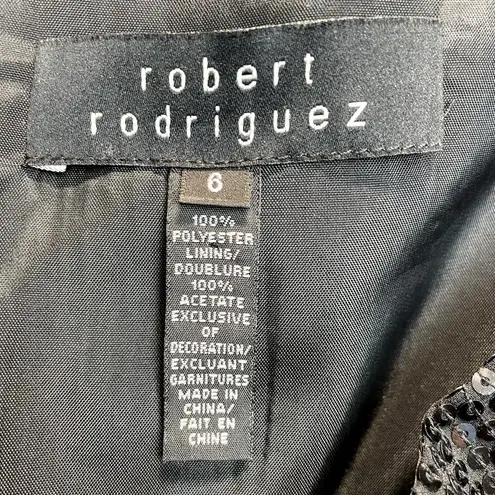 robert
rodriguez
6
100%
POLYESTER
LINING/
DOUBLURE
100%
ACETATE
EXCLUSIVE
OF
DECORATION/
EXCLUANT
GARNITURES
MADE IN
CHINA/
FAIT EN
CHINE